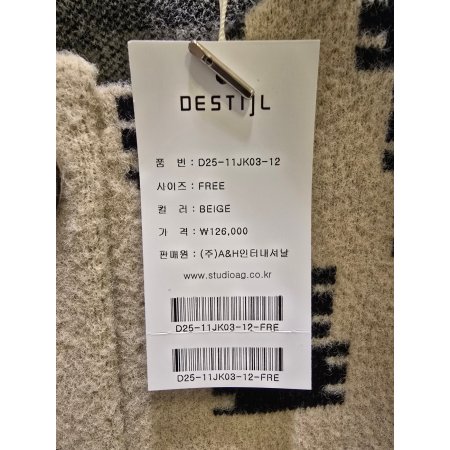 DESTIJL
품 번 : D25-11JK03-12
사이즈 : FREE
컬 러 : BEIGE
가 격 : ₩126,000
판매원 : (주)A&H인터내셔날
www.studioag.co.kr
D25-11JK03-12-FRE
D25-11JK03-12-FRE